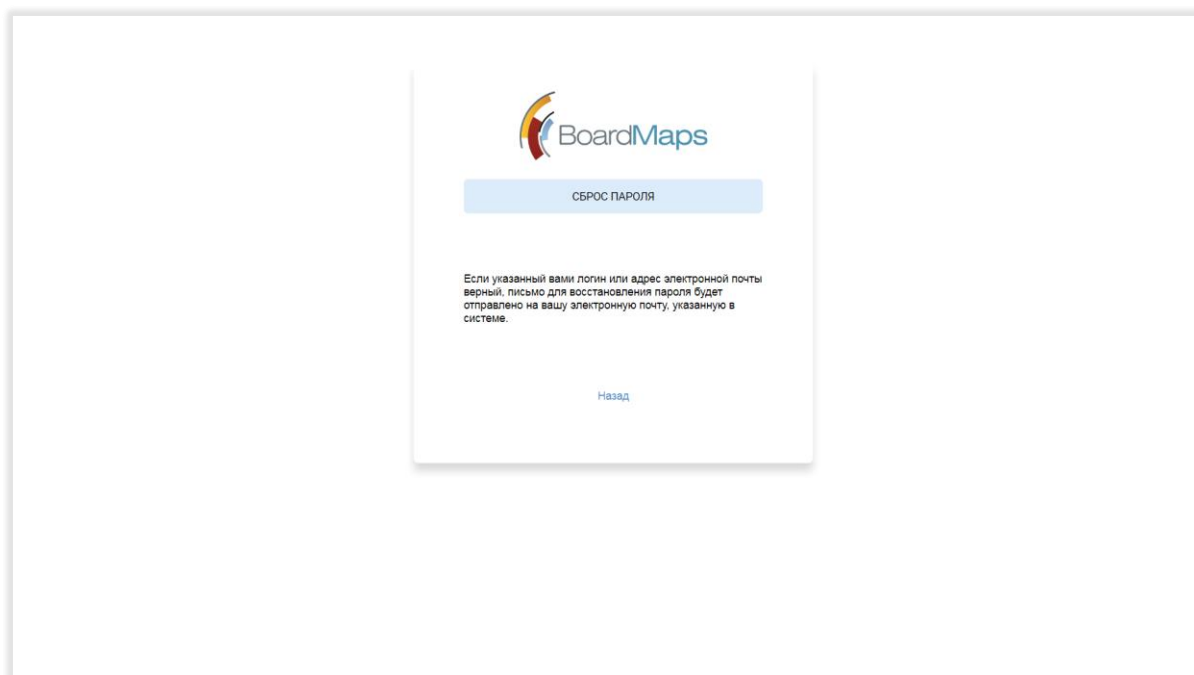 BoardMaps
СБРОС ПАРОЛЯ
Если указанный вами логин или адрес электронной почты
верный, письмо для восстановления пароля будет
отправлено на вашу электронную почту, указанную в
системе.
Назад